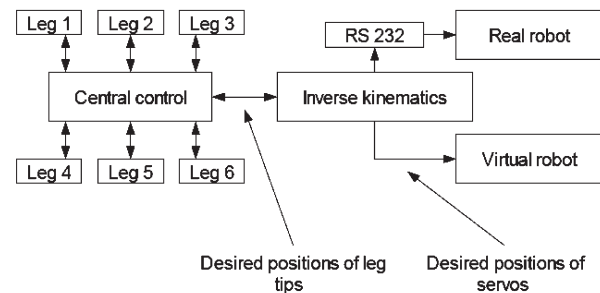 Leg 1
Leg 2
Leg 3
RS 232
Real robot
Central control
Inverse kinematics
Leg 4
Leg 5
Leg 6
Virtual robot
Desired positions of leg
tips
Desired positions of
servos